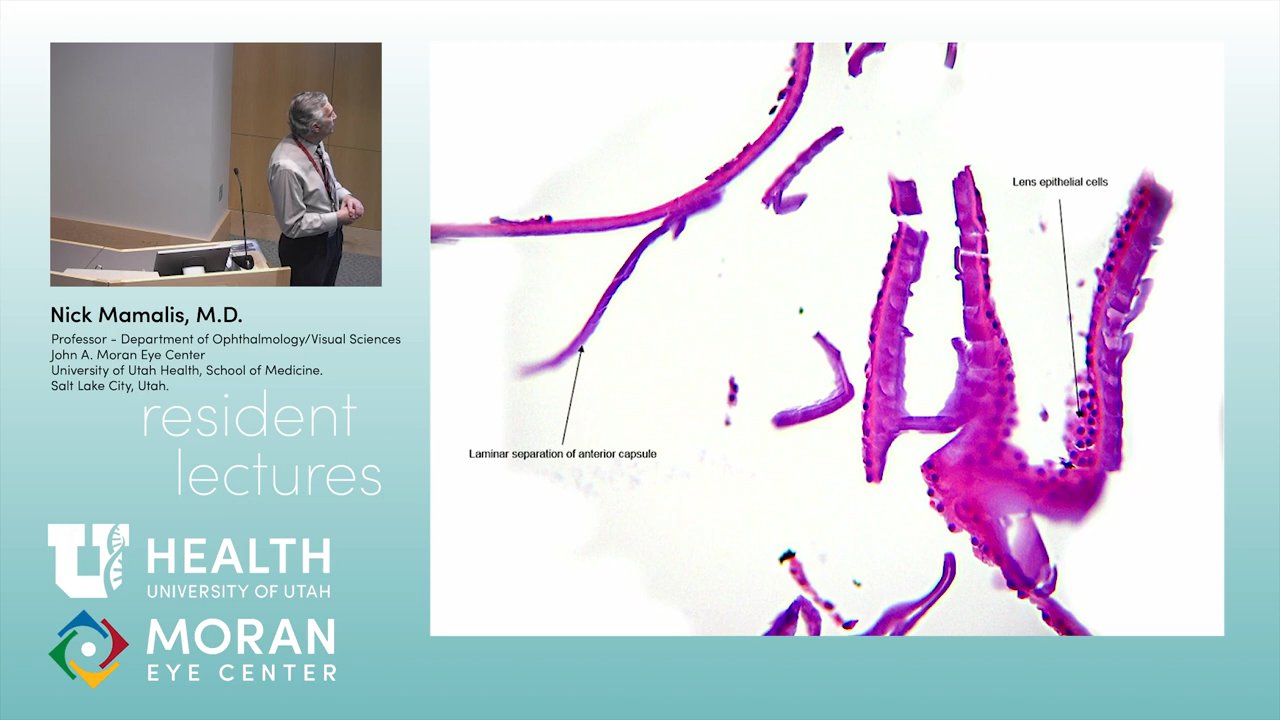 Nick Mamalis, M.D.
Professor - Department of Ophthalmology/Visual Sciences
John A. Moran Eye Center
University of Utah Health, School of Medicine.
Salt Lake City, Utah.
resident
lectures
U HEALTH
UNIVERSITY OF UTAH
MORAN
EYE CENTER
Lens epithelial cells
Laminar separation of anterior capsule